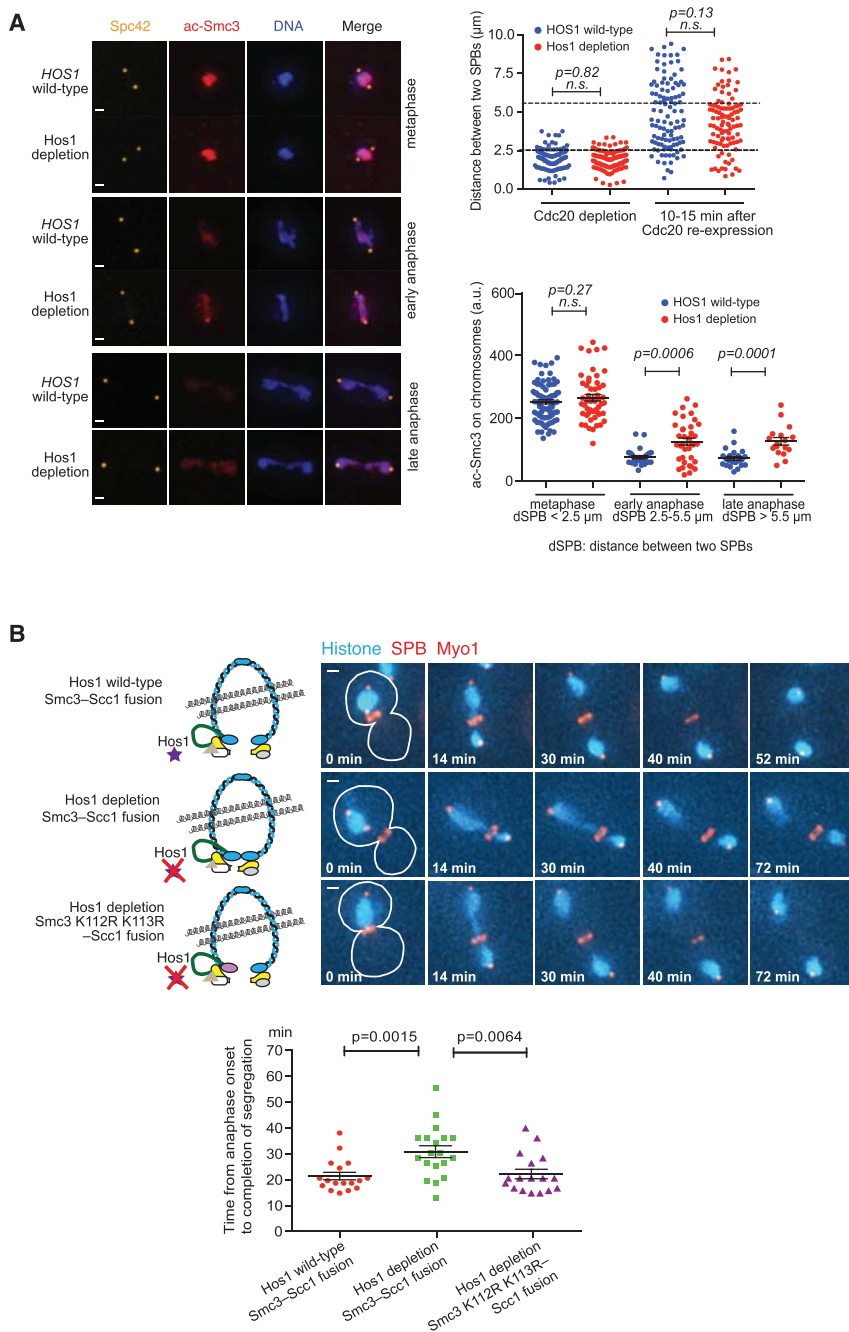 A
Spc42 ac-Smc3 DNA Merge
HOS1
wild-type
Hos1
depletion
metaphase
HOS1
wild-type
Hos1
depletion
early anaphase
HOS1
wild-type
Hos1
depletion
late anaphase
Distance between two SPBs (µm)
10.0
7.5
5.0
2.5
0.0
HOS1 wild-type
Hos1 depletion
p=0.82
n.s.
p=0.13
n.s.
Cdc20 depletion
10-15 min after
Cdc20 re-expression
ac-Smc3 on chromosomes (a.u.)
600
400
200
0
p=0.27
n.s.
HOS1 wild-type
Hos1 depletion
p=0.0006
p=0.0001
metaphase
dSPB < 2.5 µm
early anaphase
dSPB 2.5-5.5 µm
late anaphase
dSPB > 5.5 µm
dSPB: distance between two SPBs
B
Histone SPB Myo1
Hos1 wild-type
Smc3–Scc1 fusion
Hos1
0 min 14 min 30 min 40 min 52 min
Hos1 depletion
Smc3–Scc1 fusion
Hos1
0 min 14 min 30 min 40 min 72 min
Hos1 depletion
Smc3 K112R K113R
–Scc1 fusion
Hos1
0 min 14 min 30 min 40 min 72 min
Time from anaphase onset
to completion of segregation
min
70
60
50
40
30
20
10
0
p=0.0015
p=0.0064
Hos1 wild-type
Smc3–Scc1 fusion
Hos1 depletion
Smc3–Scc1 fusion
Hos1 depletion
Smc3 K112R K113R–
Scc1 fusion